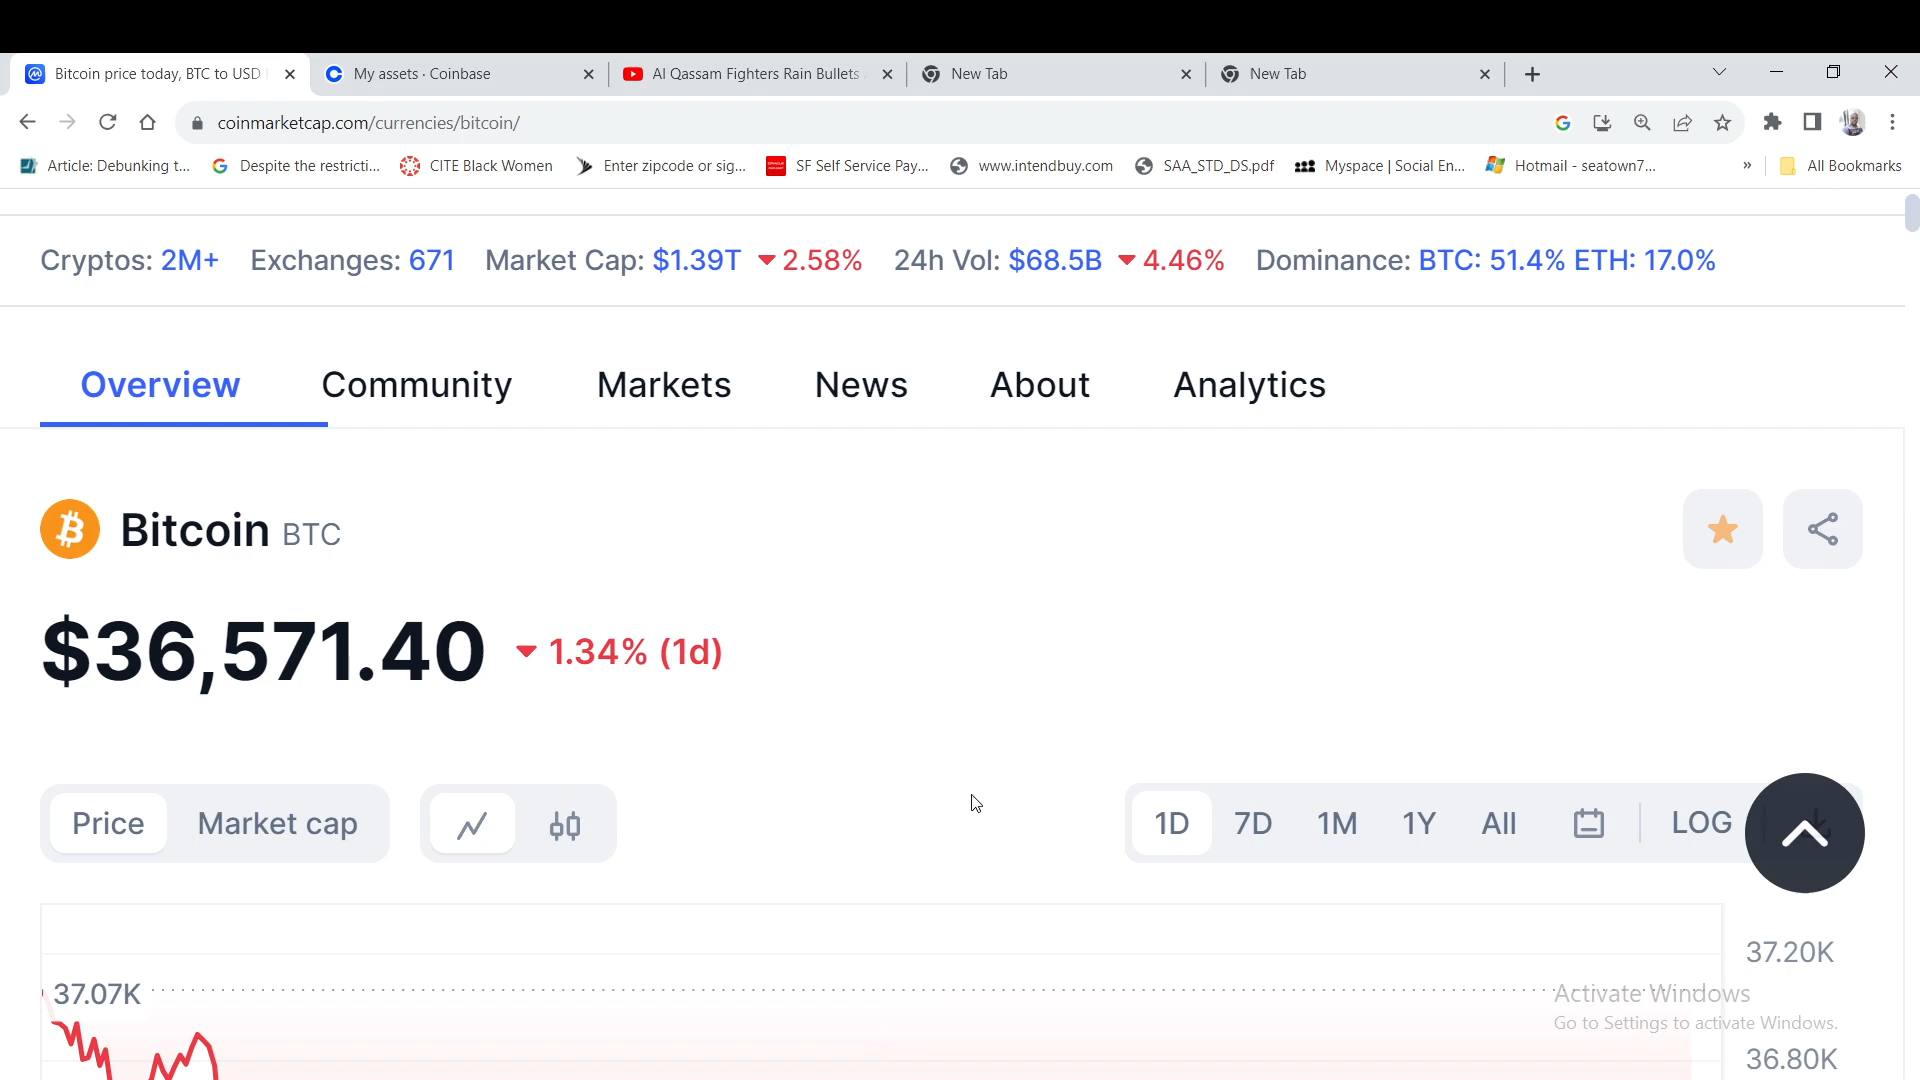 Bitcoin price today, BTC to USD
My assets · Coinbase
Al Qassam Fighters Rain Bullets
New Tab
New Tab
coinmarketcap.com/currencies/bitcoin/
Article: Debunking t...
Despite the restricti...
CITE Black Women
Enter zipcode or sig...
SF Self Service Pay...
www.intendbuy.com
SAA_STD_DS.pdf
Myspace | Social En...
Hotmail - seatown7...
»
All Bookmarks
Cryptos: 2M+ Exchanges: 671 Market Cap: $1.39T 2.58% 24h Vol: $68.5B 4.46% Dominance: BTC: 51.4% ETH: 17.0%
Overview Community Markets News About Analytics
Bitcoin BTC
$36,571.40 1.34% (1d)
Price Market cap
1D 7D 1M 1Y All LOG
37.20K
37.07K
Activate Windows
Go to Settings to activate Windows.
36.80K